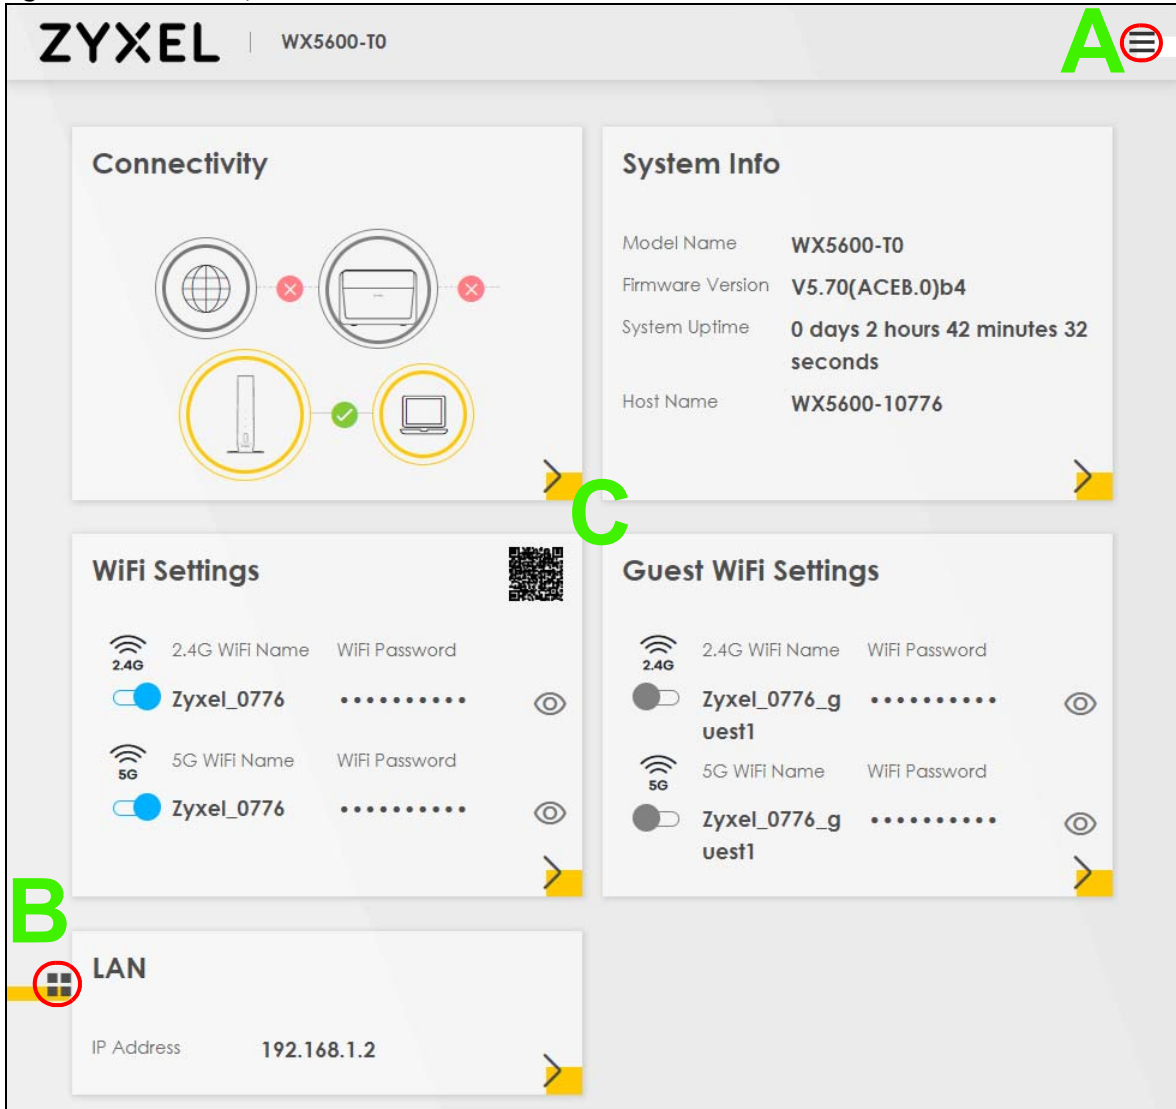 ZYXEL WX5600-T0
A
Connectivity
System Info
Model Name WX5600-T0
Firmware Version V5.70(ACEB.0)b4
System Uptime 0 days 2 hours 42 minutes 32
seconds
Host Name WX5600-10776
C
WiFi Settings
2.4G 2.4G WiFi Name WiFi Password
Zyxel_0776 ••••••••••
5G 5G WiFi Name WiFi Password
Zyxel_0776 ••••••••••
Guest WiFi Settings
2.4G 2.4G WiFi Name WiFi Password
Zyxel_0776_g ••••••••••
uest1
5G 5G WiFi Name WiFi Password
Zyxel_0776_g ••••••••••
uest1
B
LAN
IP Address 192.168.1.2